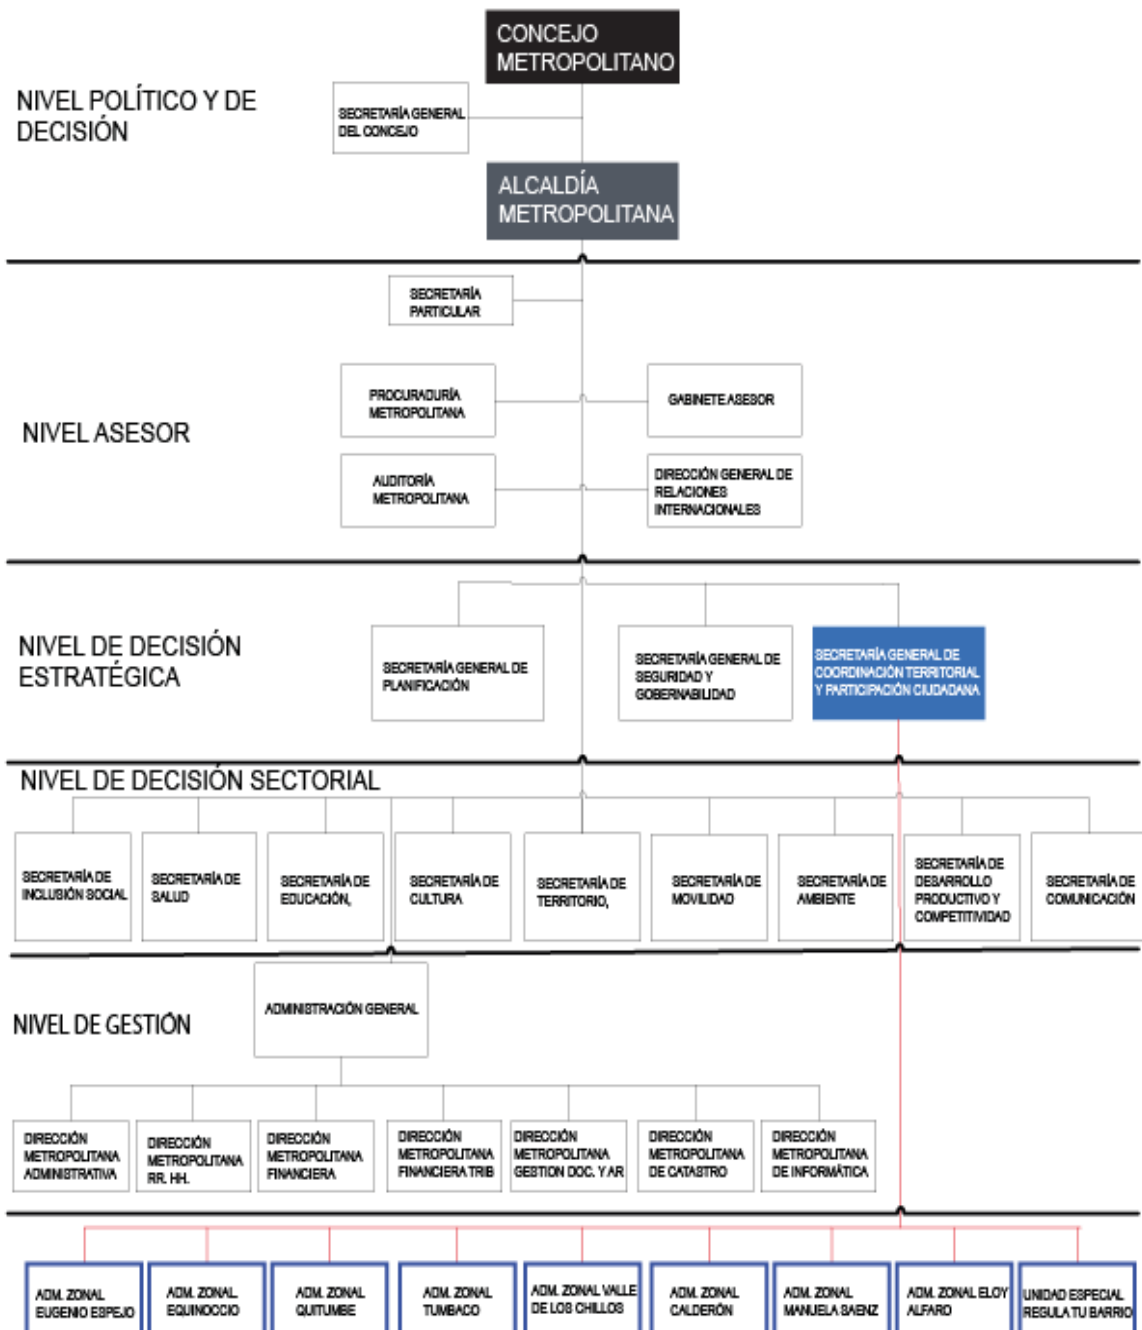 CONCEJO
METROPOLITANO
NIVEL POLÍTICO Y DE
DECISIÓN
SECRETARÍA GENERAL
DEL CONCEJO
ALCALDÍA
METROPOLITANA
SECRETARÍA
PARTICULAR
NIVEL ASESOR
PROCURADURÍA
METROPOLITANA
GABINETE ASESOR
AUDITORÍA
METROPOLITANA
DIRECCIÓN GENERAL DE
RELACIONES
INTERNACIONALES
NIVEL DE DECISIÓN
ESTRATÉGICA
SECRETARÍA GENERAL DE
PLANIFICACIÓN
SECRETARÍA GENERAL DE
SEGURIDAD Y
GOBERNABILIDAD
SECRETARÍA GENERAL DE
COORDINACIÓN TERRITORIAL
Y PARTICIPACIÓN CIUDADANA
NIVEL DE DECISIÓN SECTORIAL
SECRETARÍA DE
INCLUSIÓN SOCIAL
SECRETARÍA DE
SALUD
SECRETARÍA DE
EDUCACIÓN,
SECRETARÍA DE
CULTURA
SECRETARÍA DE
TERRITORIO,
SECRETARÍA DE
MOVILIDAD
SECRETARÍA DE
AMBIENTE
SECRETARÍA DE
DESARROLLO
PRODUCTIVO Y
COMPETITIVIDAD
SECRETARÍA DE
COMUNICACIÓN
NIVEL DE GESTIÓN
ADMINISTRACIÓN GENERAL
DIRECCIÓN
METROPOLITANA
ADMINISTRATIVA
DIRECCIÓN
METROPOLITANA
RR. HH.
DIRECCIÓN
METROPOLITANA
FINANCIERA
DIRECCIÓN
METROPOLITANA
FINANCIERA TRIB
DIRECCIÓN
METROPOLITANA
GESTION DOC. Y AR
DIRECCIÓN
METROPOLITANA
DE CATASTRO
DIRECCIÓN
METROPOLITANA
DE INFORMÁTICA
ADM. ZONAL
EUGENIO ESPEJO
ADM. ZONAL
EQUINOCCIO
ADM. ZONAL
QUITUMBE
ADM. ZONAL
TUMBACO
ADM. ZONAL VALLE
DE LOS CHILLOS
ADM. ZONAL
CALDERÓN
ADM. ZONAL
MANUELA SAENZ
ADM. ZONAL ELOY
ALFARO
UNIDAD ESPECIAL
REGULA TU BARRIO